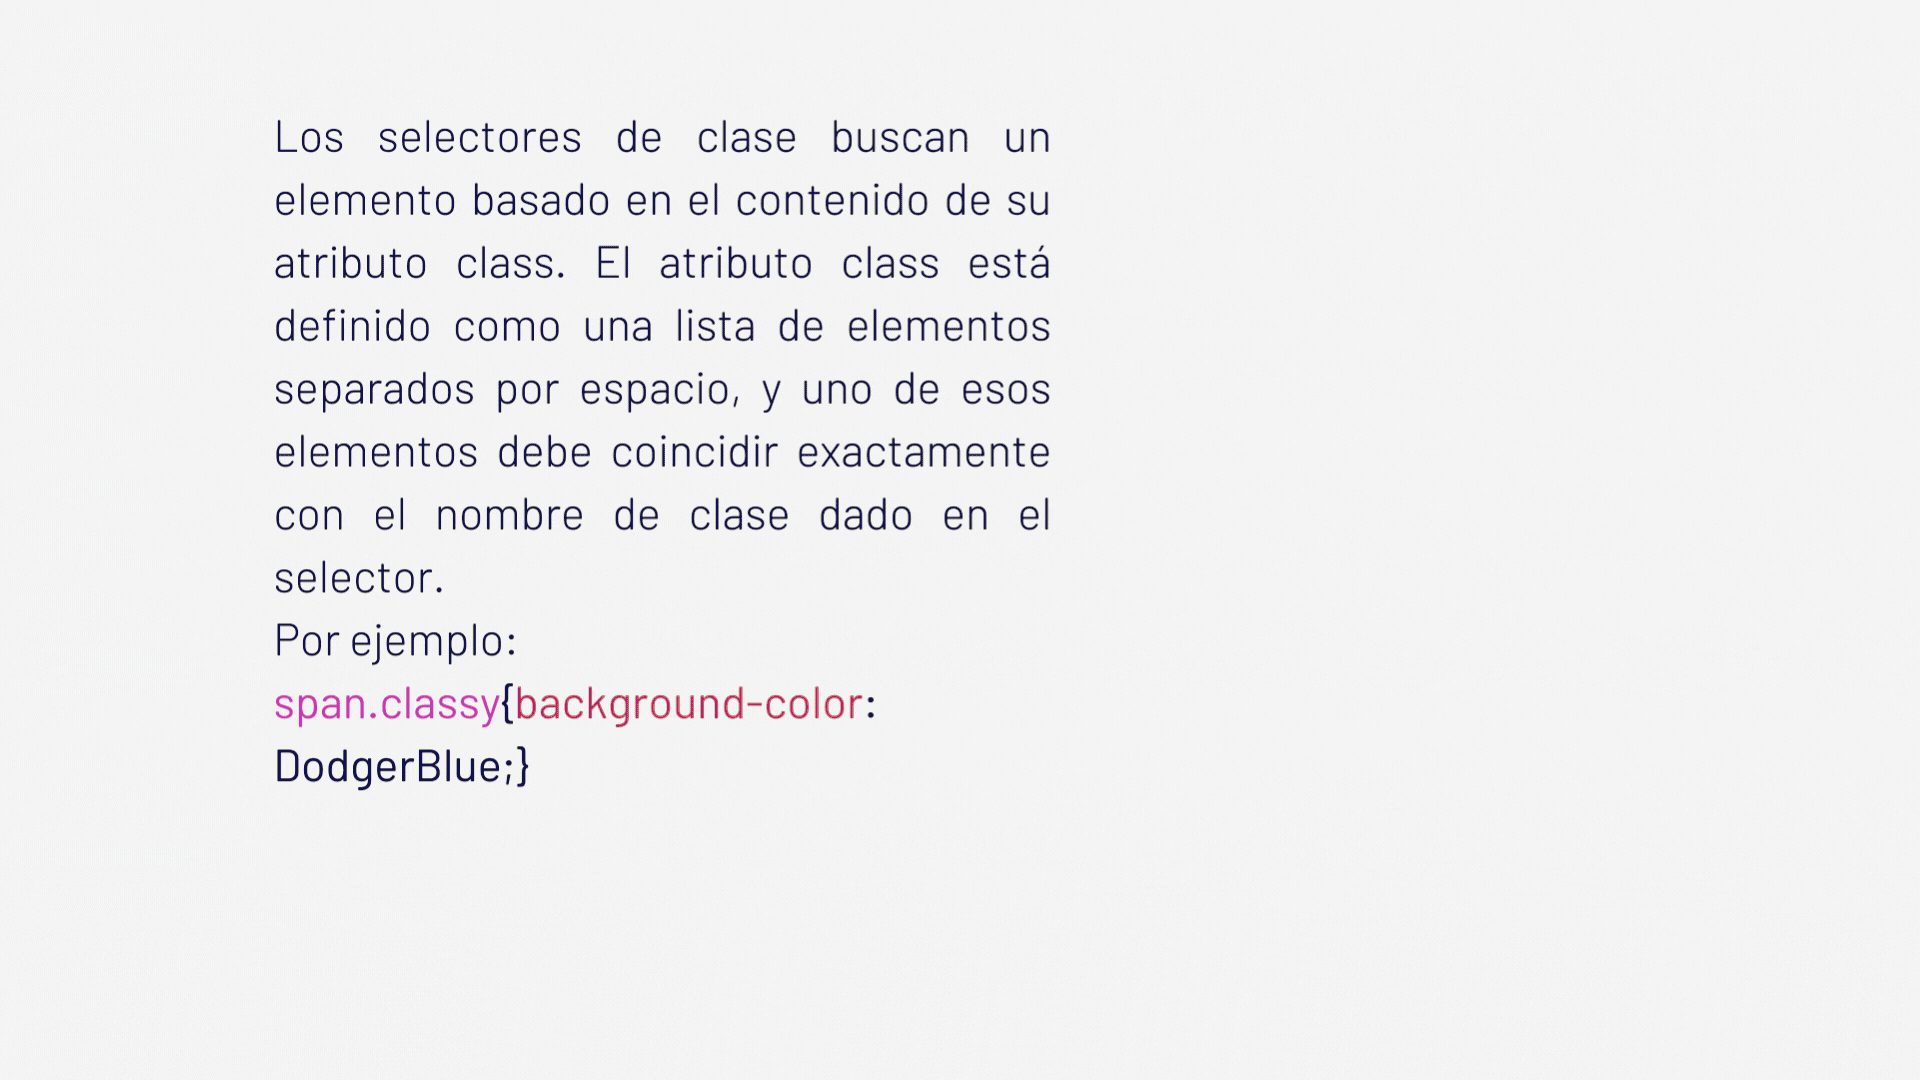 Los selectores de clase buscan un
elemento basado en el contenido de su
atributo class. El atributo class está
definido como una lista de elementos
separados por espacio, y uno de esos
elementos debe coincidir exactamente
con el nombre de clase dado en el
selector.
Por ejemplo:
span.classy{background-color:
DodgerBlue;}